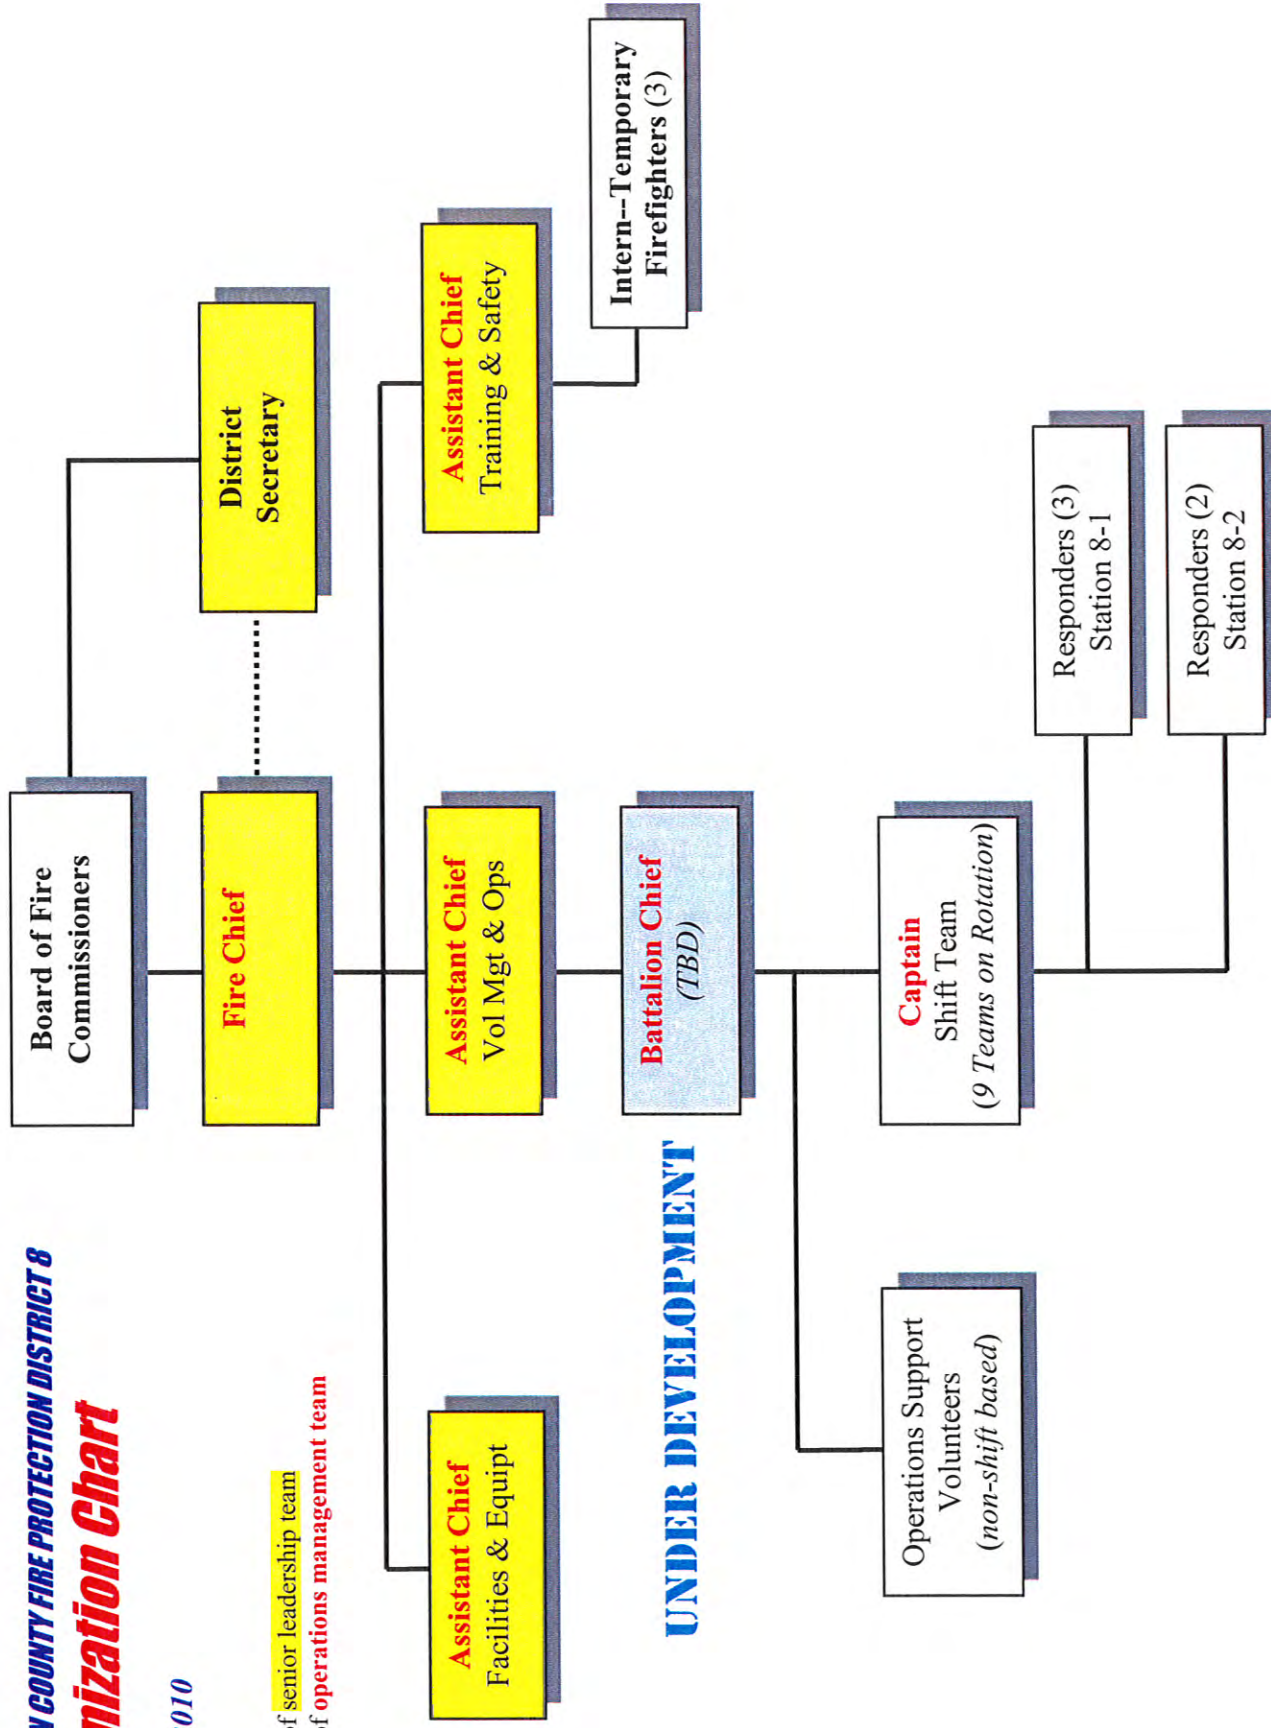 COUNTY FIRE PROTECTION DISTRICT 8
Chart
of senior leadership team
of operations management team
Board of Fire
Commissioners
Fire Chief
District
Secretary
Assistant Chief
Facilities & Equipt
Assistant Chief
Vol Mgt & Ops
Assistant Chief
Training & Safety
Intern--Temporary
Firefighters (3)
UNDER DEVELOPMENT
Battalion Chief
(TBD)
Operations Support
Volunteers
(non-shift based)
Captain
Shift Team
(9 Teams on Rotation)
Responders (3)
Station 8-1
Responders (2)
Station 8-2